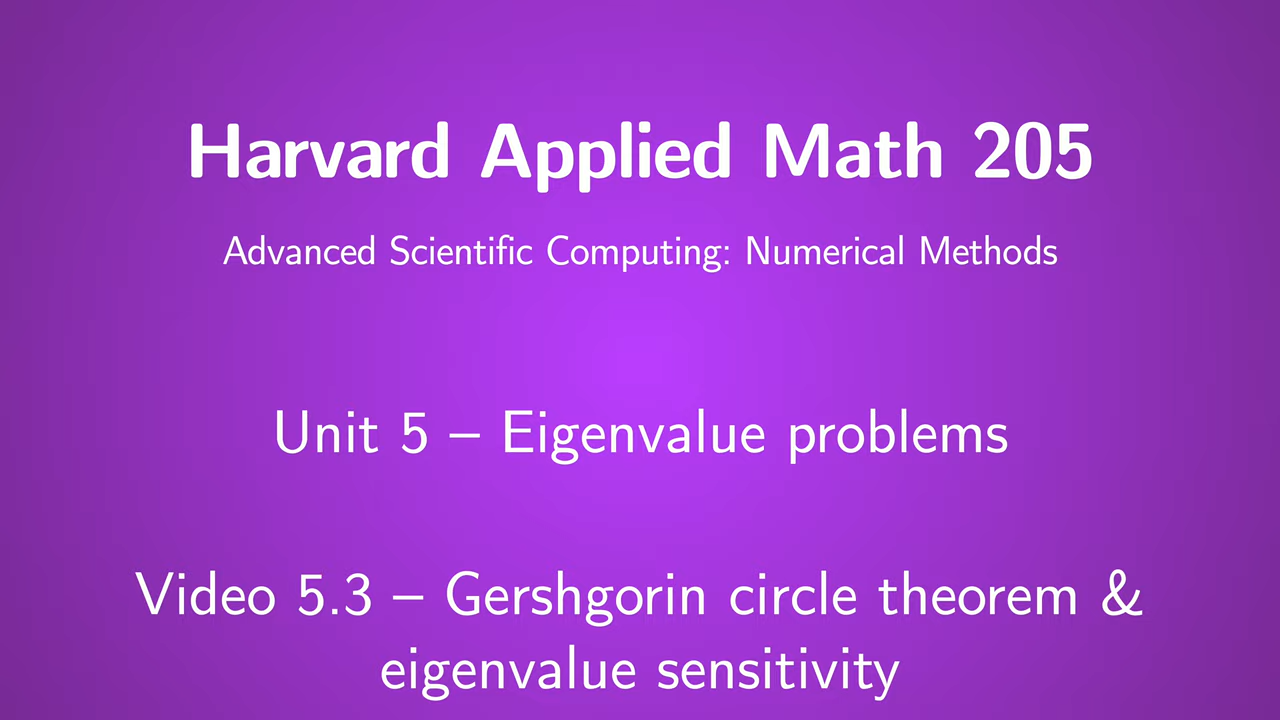 Harvard Applied Math 205
Advanced Scientific Computing: Numerical Methods
Unit 5 – Eigenvalue problems
Video 5.3 – Gershgorin circle theorem &
eigenvalue sensitivity